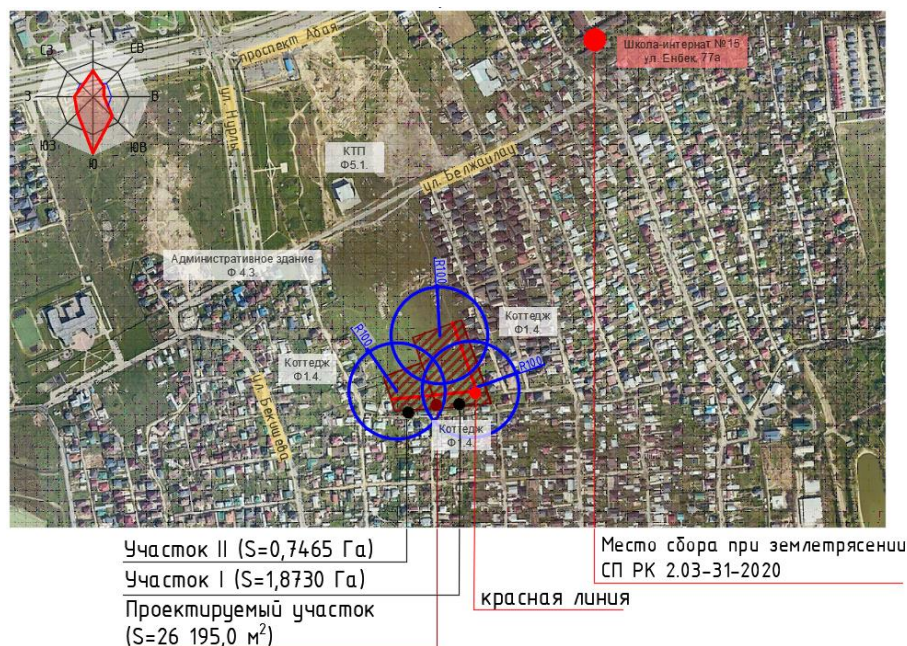 С
СЗ
СВ
З
В
ЮЗ
ЮВ
Ю
проспект Абая
ул. Нурлы
Школа-интернат №15
ул. Енбек, 77а
КТП
Ф5.1.
ул. Белжаилау
Административное здание
Ф 4.3.
R100
Коттедж
Ф1.4.
R100
Коттедж
Ф1.4.
R100
Коттедж
Ф1.4.
ул. Бекишева
Участок II (S=0,7465 Га)
Участок I (S=1,8730 Га)
Проектируемый участок
(S=26 195,0 м²)
красная линия
Место сбора при землетрясении
СП РК 2.03-31-2020